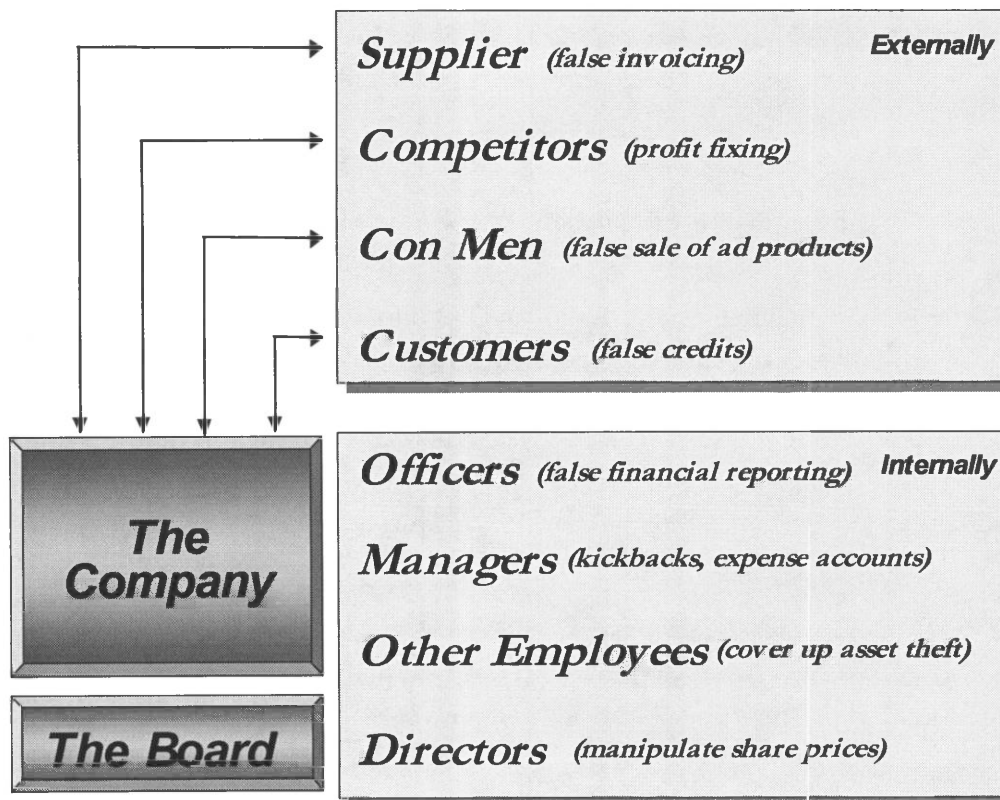 Supplier (false invoicing) Externally
Competitors (profit fixing)
Con Men (false sale of ad products)
Customers (false credits)
Officers (false financial reporting) Internally
The
Company
Managers (kickbacks, expense accounts)
Other Employees (cover up asset theft)
The Board
Directors (manipulate share prices)